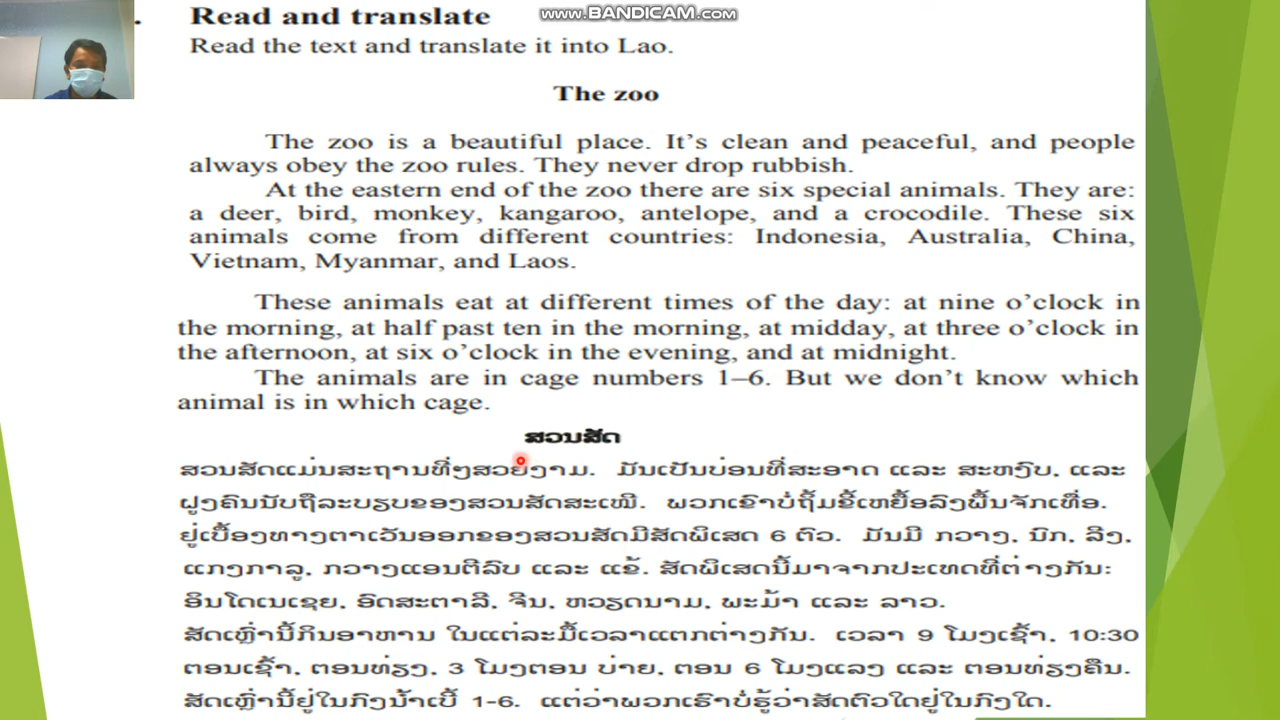 . Read and translate
www.BANDICAM.com
Read the text and translate it into Lao.
The zoo
The zoo is a beautiful place. It's clean and peaceful, and people
always obey the zoo rules. They never drop rubbish.
At the eastern end of the zoo there are six special animals. They are:
a deer, bird, monkey, kangaroo, antelope, and a crocodile. These six
animals come from different countries: Indonesia, Australia, China,
Vietnam, Myanmar, and Laos.
These animals eat at different times of the day: at nine o'clock in
the morning, at half past ten in the morning, at midday, at three o'clock in
the afternoon, at six o'clock in the evening, and at midnight.
The animals are in cage numbers 1–6. But we don't know which
animal is in which cage.
ສວນສັດ
ສວນສັດແມ່ນສະຖານທີ່ງສວຍງາມ. ມັນເປັນບ່ອນທີ່ສະອາດ ແລະ ສະຫງົບ, ແລະ
ຝູງຄົນນັບຖືລະບຽບຂອງສວນສັດສະເໝີ. ພວກເຂົາບໍ່ຖິ້ມຂີ້ເຫຍື້ອລົງພື້ນຈັກເທື່ອ.
ຢູ່ເບື້ອງທາງຕາເວັນອອກຂອງສວນສັດມີສັດພິເສດ 6 ຕົວ. ມັນມີ ກວາງ, ນົກ, ລີງ,
ແກງກາລູ, ກວາງແອນຕີລົບ ແລະ ແຂ້. ສັດພິເສດນີ້ມາຈາກປະເທດທີ່ຕ່າງກັນ:
ອິນໂດເນເຊຍ, ອົດສະຕາລີ, ຈີນ, ຫວຽດນາມ, ພະມ້າ ແລະ ລາວ.
ສັດເຫຼົ່ານີ້ກິນອາຫານ ໃນແຕ່ລະມື້ເວລາແຕກຕ່າງກັນ. ເວລາ 9 ໂມງເຊົ້າ, 10:30
ຕອນເຊົ້າ, ຕອນທ່ຽງ, 3 ໂມງຕອນ ບ່າຍ, ຕອນ 6 ໂມງແລງ ແລະ ຕອນທ່ຽງຄືນ.
ສັດເຫຼົ່ານີ້ຢູ່ໃນກົງນ້ຳເບີ້ 1-6. ແຕ່ວ່າພວກເຮົາບໍ່ຮູ້ວ່າສັດຕົວໃດຢູ່ໃນກົງໃດ.